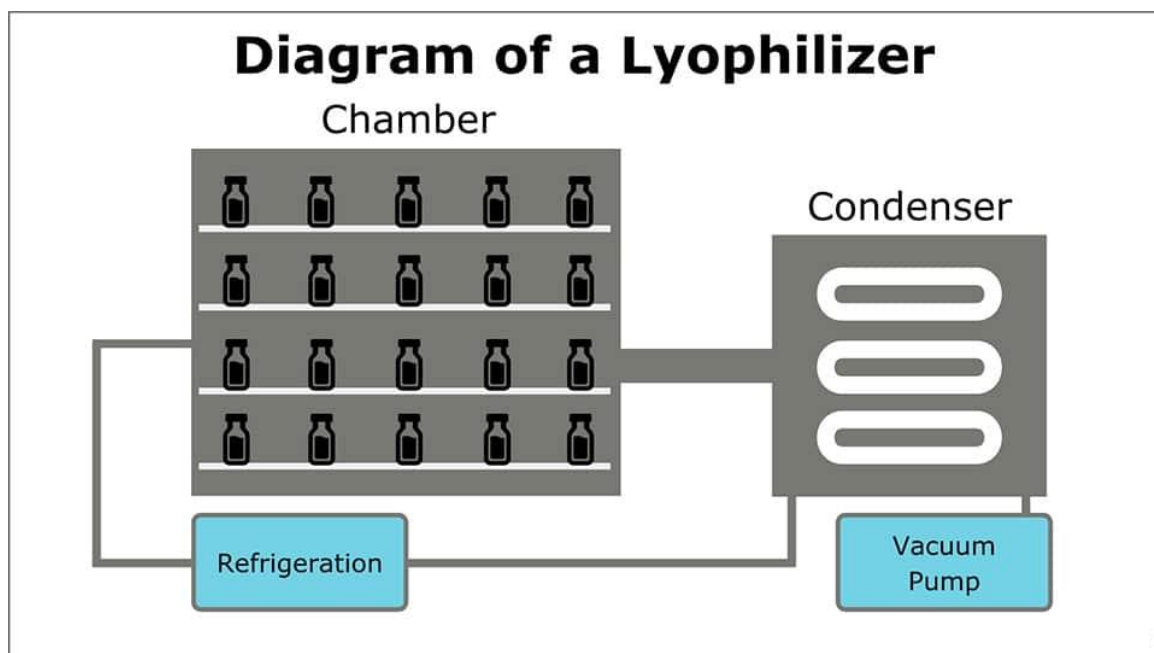 Diagram of a Lyophilizer
Chamber
Condenser
Refrigeration
Vacuum
Pump